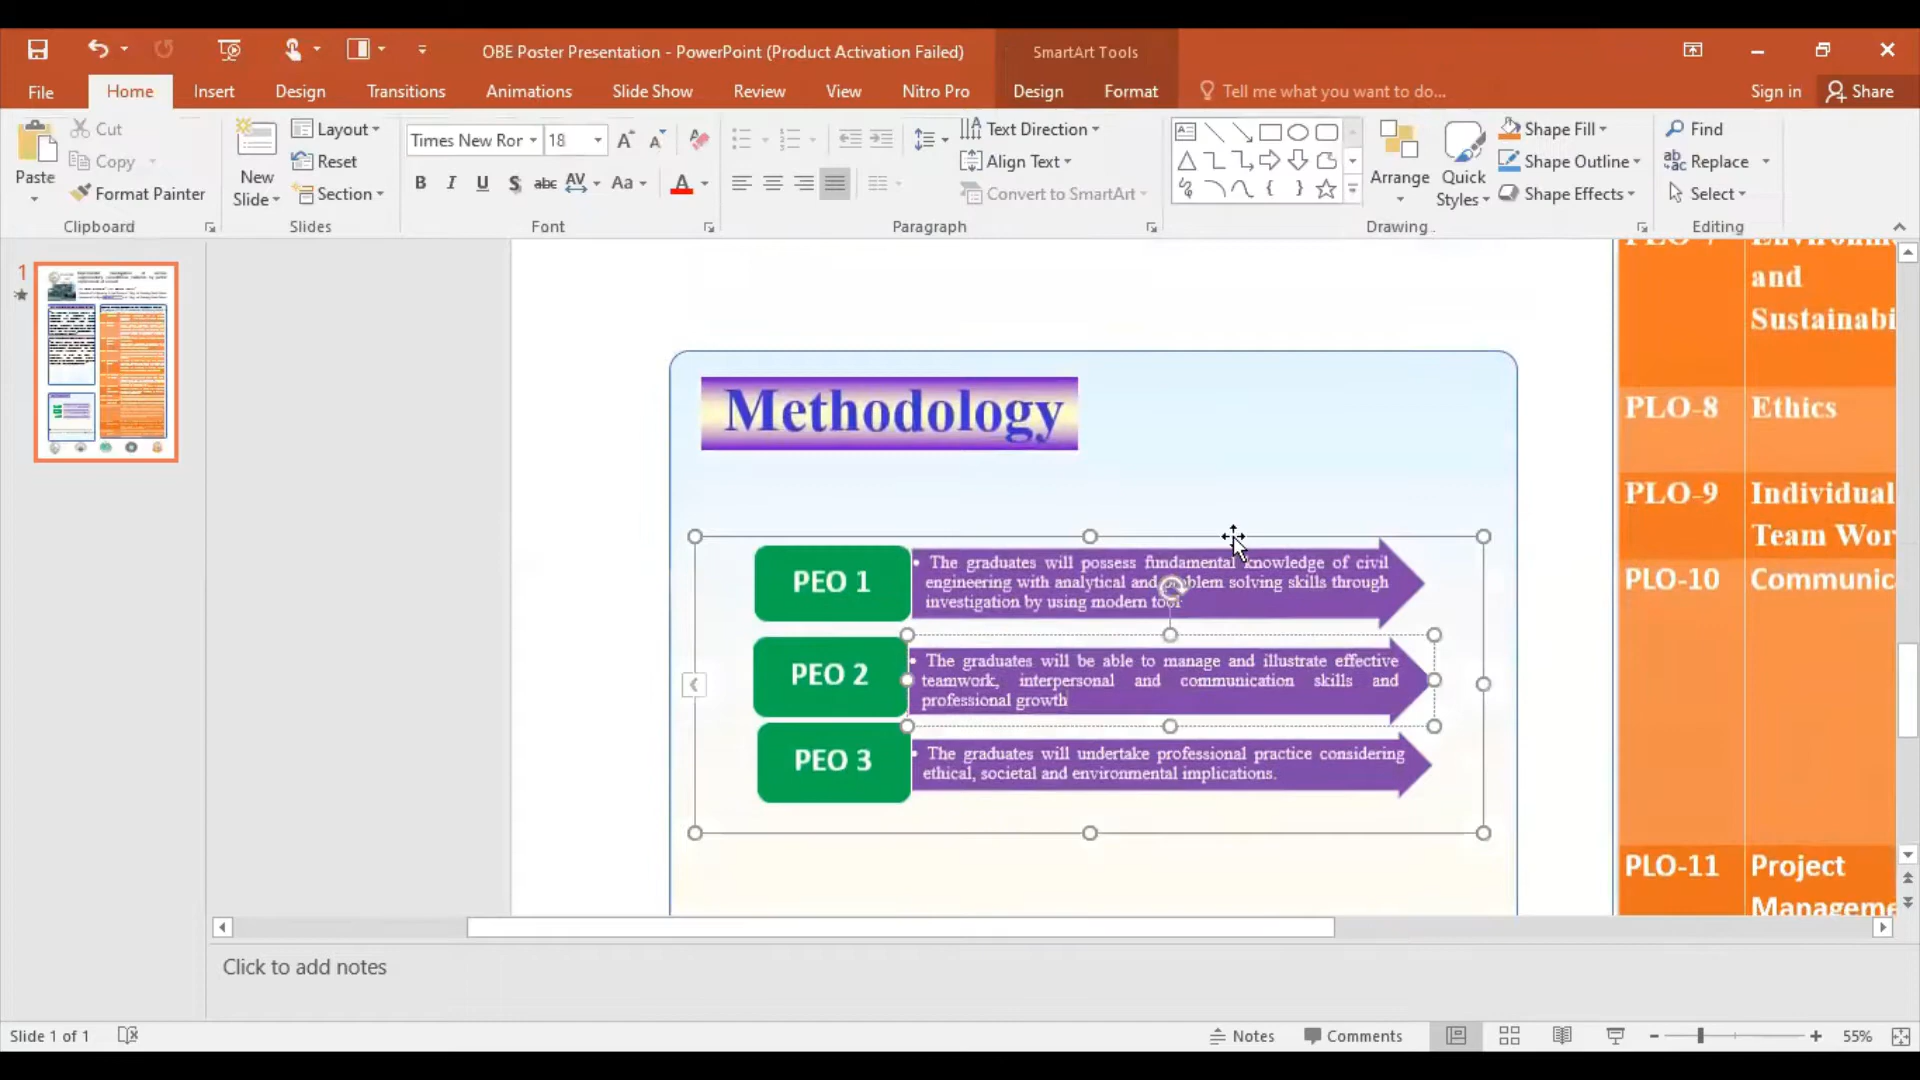 OBE Poster Presentation - PowerPoint (Product Activation Failed)
SmartArt Tools
File
Home
Insert
Design
Transitions
Animations
Slide Show
Review
View
Nitro Pro
Design
Format
Tell me what you want to do...
Sign in
Share
Paste
Cut
Copy
Format Painter
Clipboard
New
Slide
Layout
Reset
Section
Slides
Times New Ror
18
B I U S abc AV Aa A
Font
Text Direction
Align Text
Convert to SmartArt
Paragraph
Arrange
Quick
Styles
Shape Fill
Shape Outline
Shape Effects
Drawing
Find
Replace
Select
Editing
1
Methodology
PEO 1
• The graduates will possess fundamental knowledge of civil
engineering with analytical and problem solving skills through
investigation by using modern tool
PEO 2
• The graduates will be able to manage and illustrate effective
teamwork, interpersonal and communication skills and
professional growth
PEO 3
• The graduates will undertake professional practice considering
ethical, societal and environmental implications.
and
Sustainabi
PLO-8 Ethics
PLO-9 Individual
Team Wor
PLO-10 Communic
PLO-11 Project
Manageme
Click to add notes
Slide 1 of 1
Notes
Comments
55%